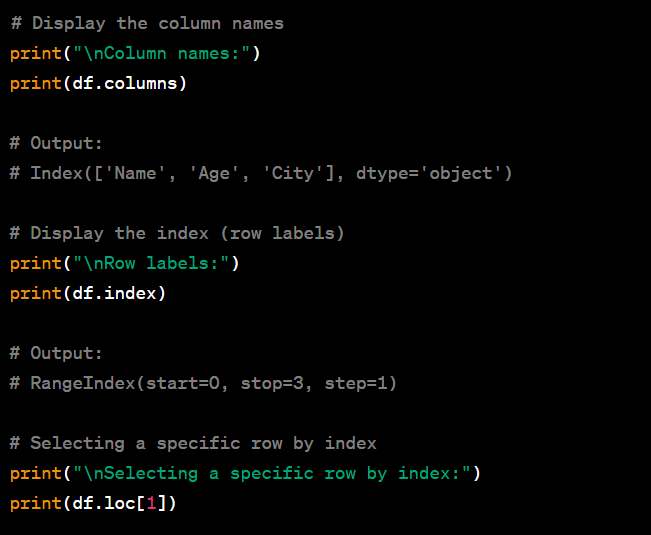 # Display the column names
print("\nColumn names:")
print(df.columns)
# Output:
# Index(['Name', 'Age', 'City'], dtype='object')
# Display the index (row labels)
print("\nRow labels:")
print(df.index)
# Output:
# RangeIndex(start=0, stop=3, step=1)
# Selecting a specific row by index
print("\nSelecting a specific row by index:")
print(df.loc[1])